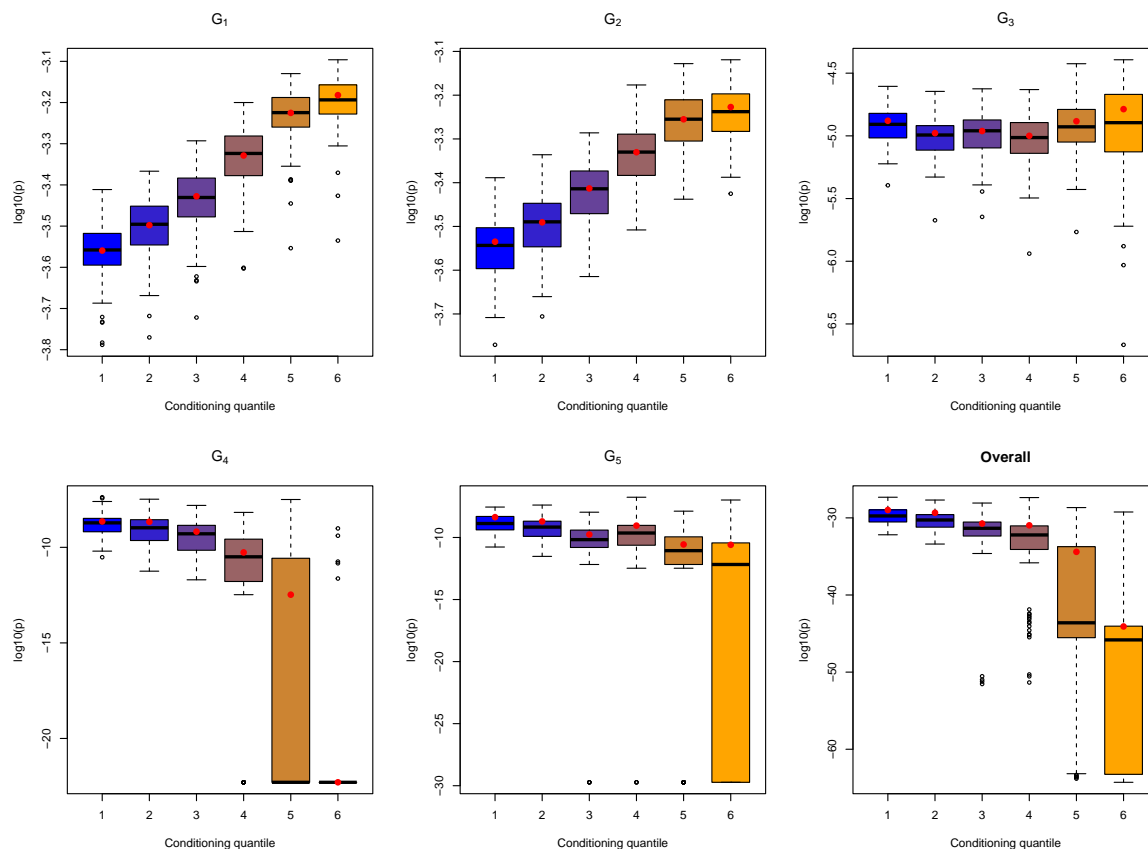 G1
G2
G3
log10(p)
−3.1
−3.2
−3.3
−3.4
−3.5
−3.6
−3.7
−3.8
1 2 3 4 5 6
Conditioning quantile
log10(p)
−3.1
−3.2
−3.3
−3.4
−3.5
−3.6
−3.7
1 2 3 4 5 6
Conditioning quantile
log10(p)
−4.5
−5.0
−5.5
−6.0
−6.5
1 2 3 4 5 6
Conditioning quantile
G4
G5
Overall
log10(p)
−10
−15
−20
1 2 3 4 5 6
Conditioning quantile
log10(p)
−10
−15
−20
−25
−30
1 2 3 4 5 6
Conditioning quantile
log10(p)
−30
−40
−50
−60
1 2 3 4 5 6
Conditioning quantile